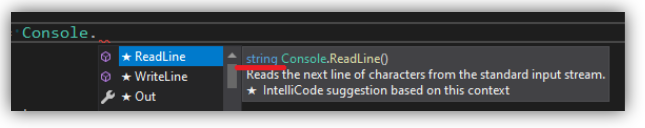 Console.
★ ReadLine
★ WriteLine
★ Out
string Console.ReadLine()
Reads the next line of characters from the standard input stream.
★ IntelliCode suggestion based on this context